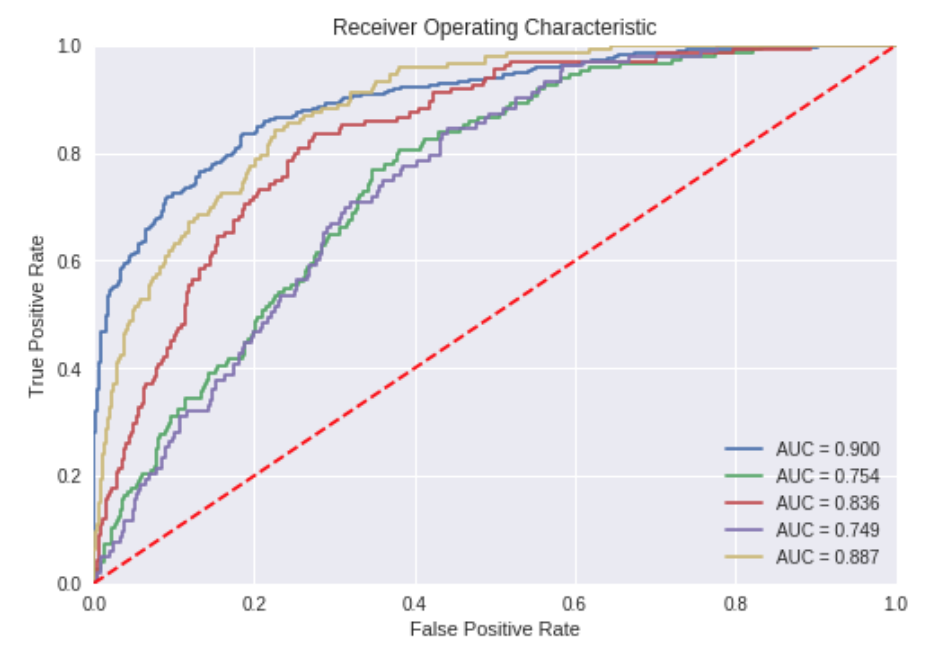 Receiver Operating Characteristic
1.0
0.8
0.6
0.4
0.2
0.0
True Positive Rate
AUC = 0.900
AUC = 0.754
AUC = 0.836
AUC = 0.749
AUC = 0.887
0.0 0.2 0.4 0.6 0.8 1.0
False Positive Rate